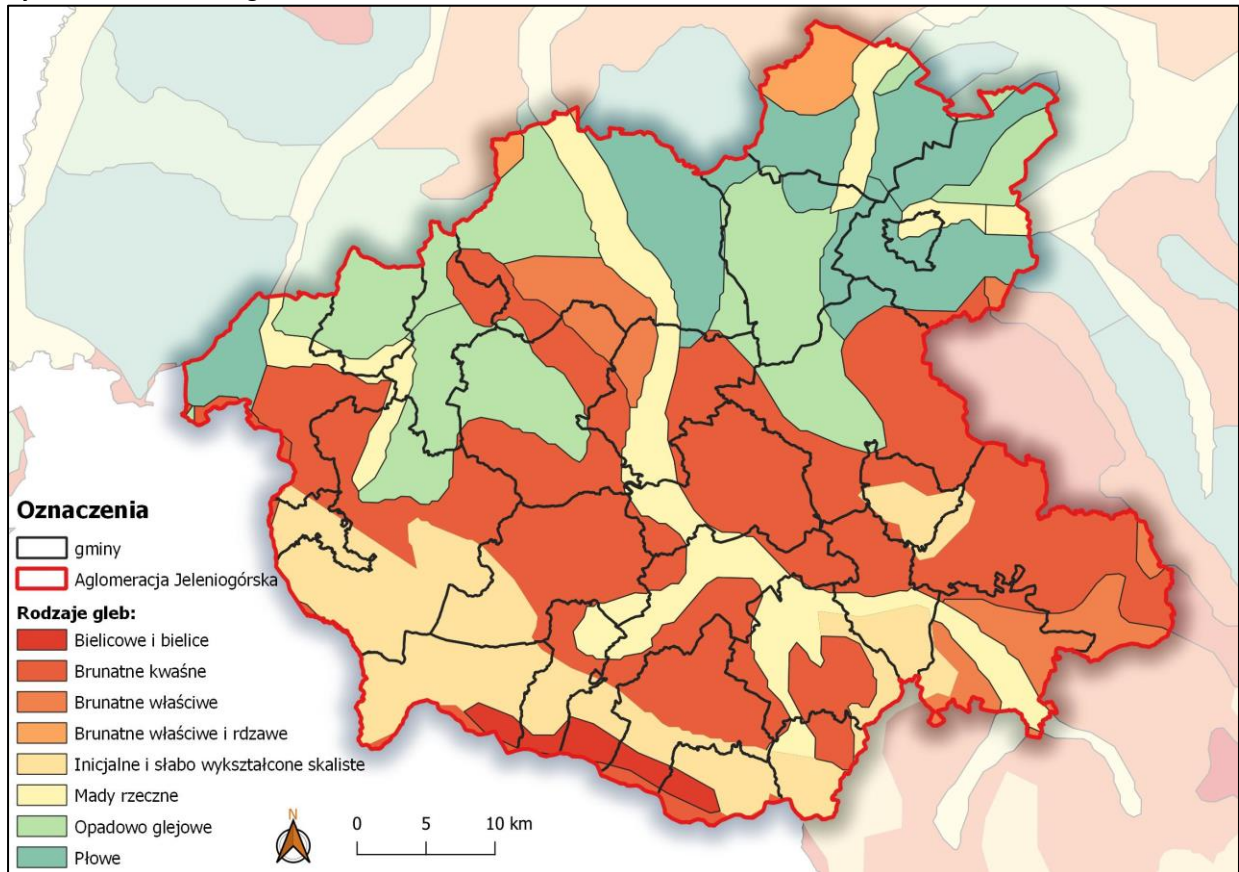 Oznaczenia
gminy
Aglomeracja Jeleniogórska
Rodzaje gleb:
Bielicowe i bielice
Brunatne kwaśne
Brunatne właściwe
Brunatne właściwe i rdzawe
Inicjalne i słabo wykształcone skaliste
Mady rzeczne
Opadowo glejowe
Płowe
N
0 5 10 km